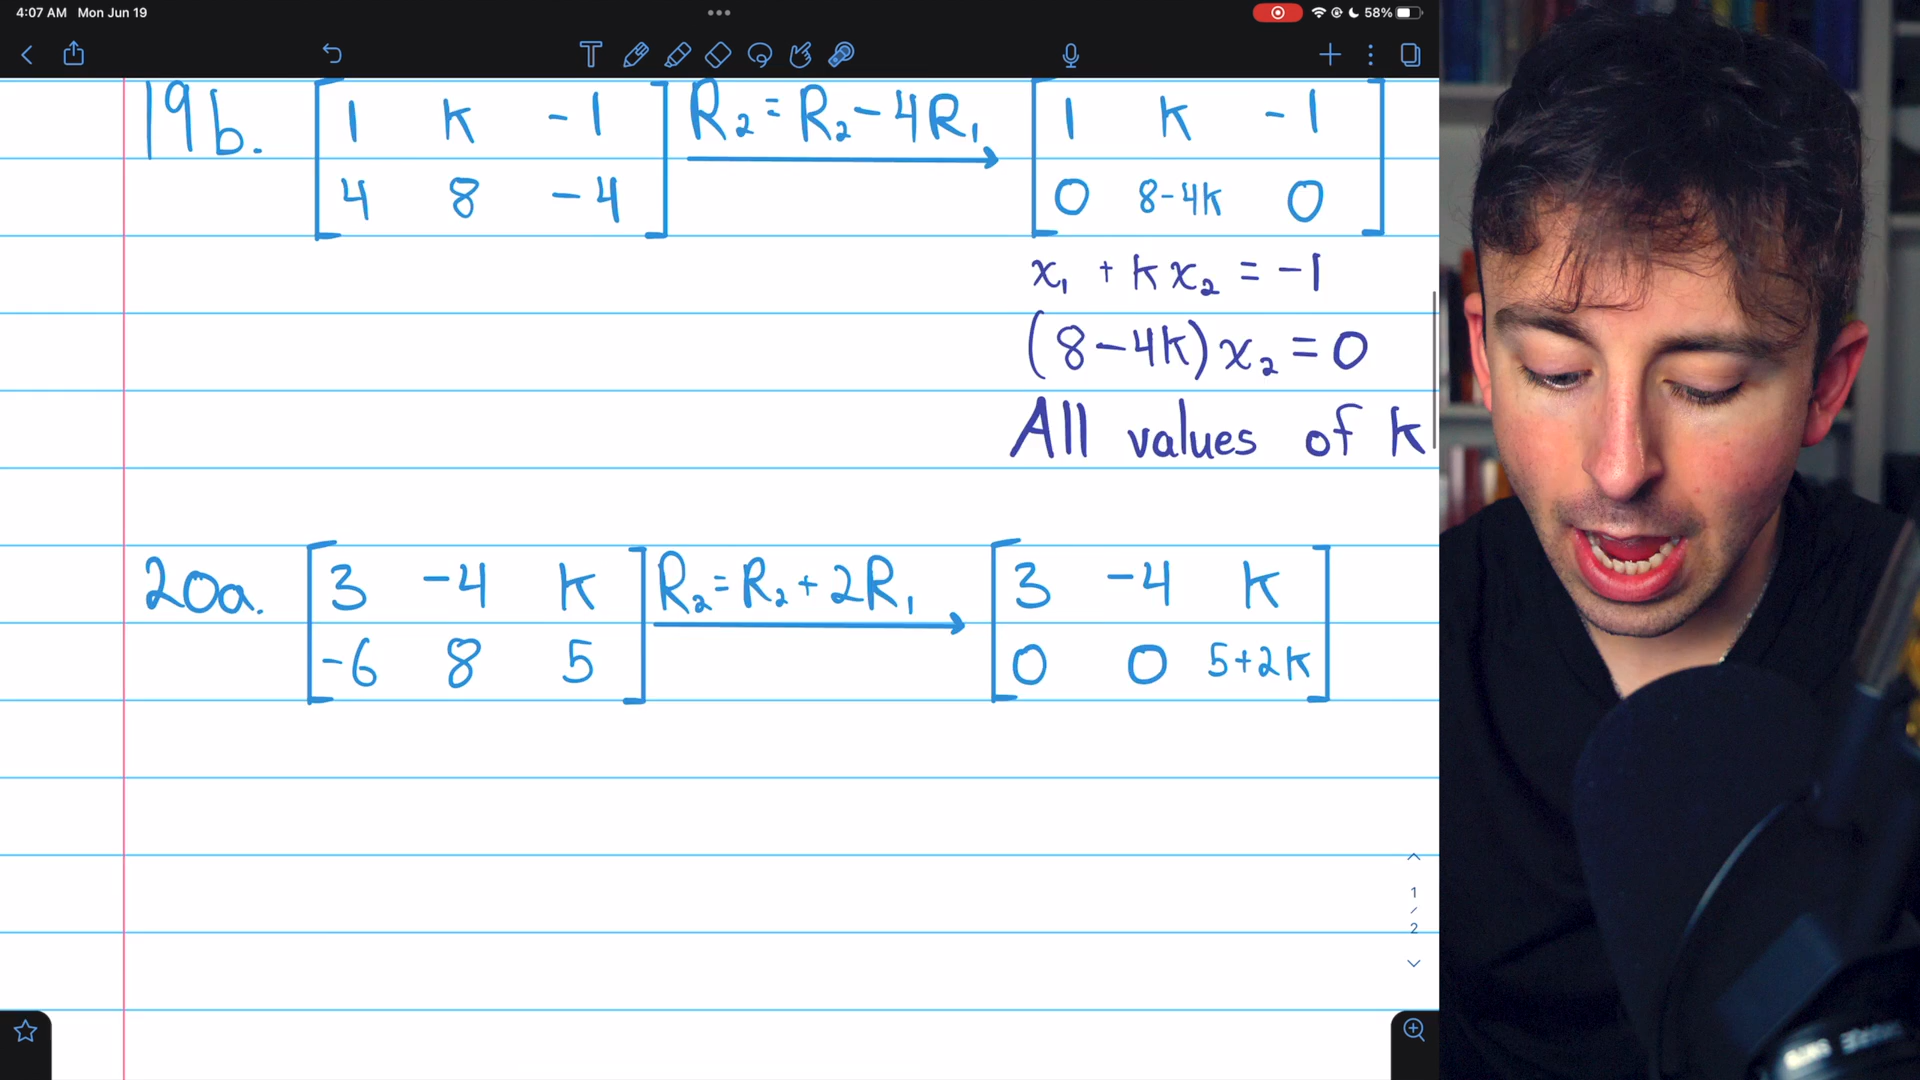 4:07 AM Mon Jun 19
58%
19b. [1 k -1] R₂ = R₂ - 4R₁ [1 k -1]
[4 8 -4] [0 8-4k 0]
x₁ + k x₂ = -1
(8-4k) x₂ = 0
All values of k
20a. [3 -4 k] R₂ = R₂ + 2R₁ [3 -4 k]
[-6 8 5] [0 0 5+2k]
1
/
2